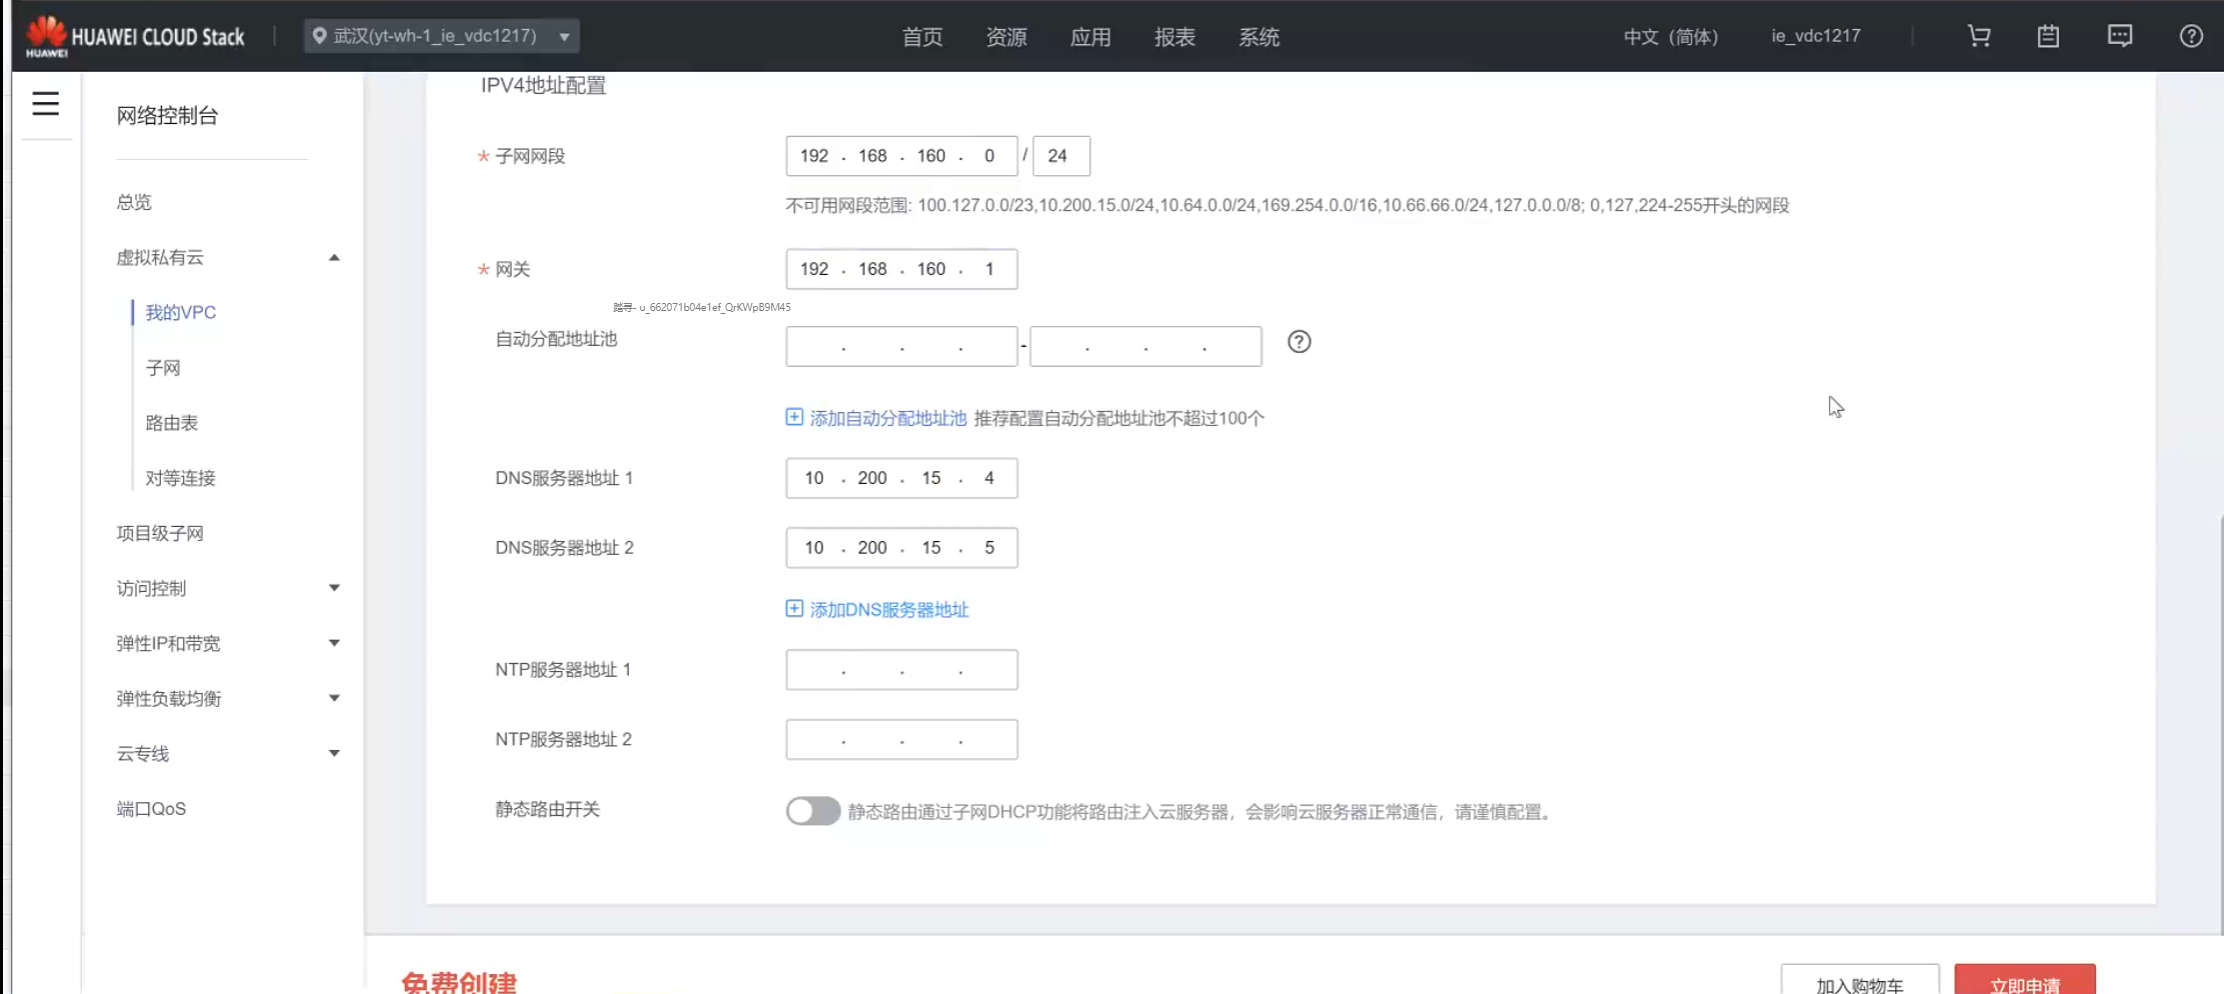 HUAWEI
HUAWEI CLOUD Stack
武汉(yt-wh-1_ie_vdc1217)
首页 资源 应用 报表 系统
中文（简体）
ie_vdc1217
网络控制台
总览
虚拟私有云
我的VPC
子网
路由表
对等连接
项目级子网
访问控制
弹性IP和带宽
弹性负载均衡
云专线
端口QoS
IPV4地址配置
* 子网网段 192 . 168 . 160 . 0 / 24
不可用网段范围: 100.127.0.0/23,10.200.15.0/24,10.64.0.0/24,169.254.0.0/16,10.66.66.0/24,127.0.0.0/8; 0,127,224-255开头的网段
* 网关 192 . 168 . 160 . 1
踏寻- u_662071b04e1ef_QrKWpB9M45
自动分配地址池 . . . - . . .
添加自动分配地址池 推荐配置自动分配地址池不超过100个
DNS服务器地址 1 10 . 200 . 15 . 4
DNS服务器地址 2 10 . 200 . 15 . 5
添加DNS服务器地址
NTP服务器地址 1 . . .
NTP服务器地址 2 . . .
静态路由开关 静态路由通过子网DHCP功能将路由注入云服务器，会影响云服务器正常通信，请谨慎配置。
免费创建
加入购物车
立即申请